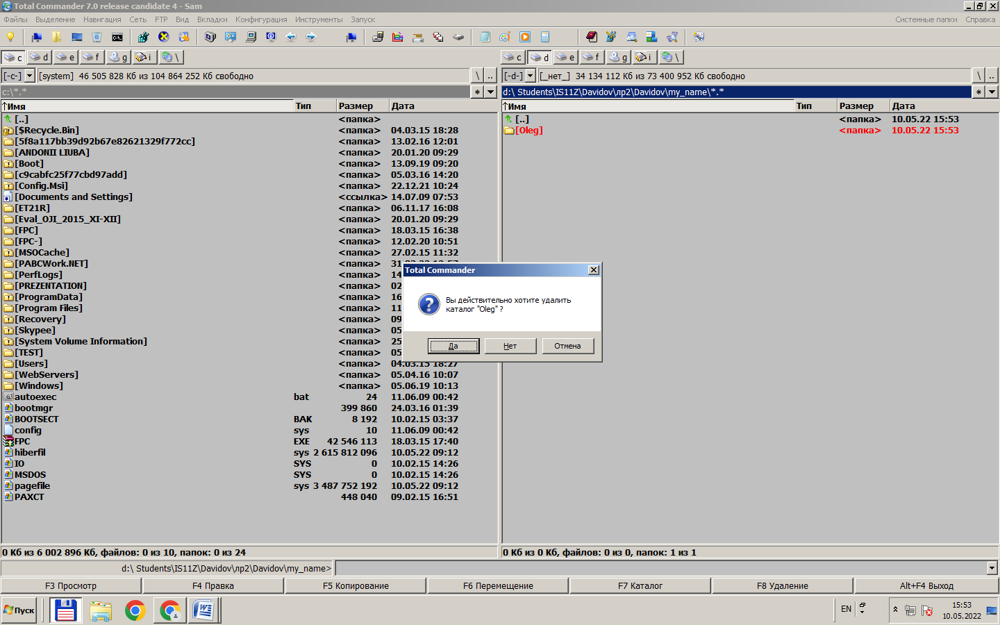 Total Commander 7.0 release candidate 4 - Sam
Файлы Выделение Навигация Сеть FTP Вид Вкладки Конфигурация Инструменты Запуск Системные папки Справка
c d e f g i \ c d e f g i \
[-c-] [system] 46 505 828 Кб из 104 864 252 Кб свободно \ .. [-d-] [_нет_] 34 134 112 Кб из 73 400 952 Кб свободно \ ..
c:\*.* * d:\ Students\IS11Z\Davidov\лр2\Davidov\my_name\*.* *
↑Имя Тип Размер Дата ↑Имя Тип Размер Дата
[..] <папка> [..] <папка> 10.05.22 15:53
[$Recycle.Bin] <папка> 04.03.15 18:28 [Oleg] <папка> 10.05.22 15:53
[5f8a117bb39d92b67e82621329f772cc] <папка> 13.02.16 12:01
[ANDONII LIUBA] <папка> 20.01.20 09:29
[Boot] <папка> 13.09.19 09:20
[c9cabfc25f77cbd97add] <папка> 05.03.16 14:20
[Config.Msi] <папка> 22.12.21 10:24
[Documents and Settings] <ссылка> 14.07.09 07:53
[ET21R] <папка> 06.11.17 16:08
[Eval_OJI_2015_XI-XII] <папка> 20.01.20 09:29
[FPC] <папка> 18.03.15 16:38
[FPC-] <папка> 12.02.20 10:51
[MSOCache] <папка> 27.02.15 11:32
[PABCWork.NET] <папка> 31
[PerfLogs] <папка> 14
[PREZENTATION] <папка> 02
[ProgramData] <папка> 16
[Program Files] <папка> 11
[Recovery] <папка> 09
[Skypee] <папка> 05
[System Volume Information] <папка> 25
[TEST] <папка> 05
[Users] <папка> 04.03.15 18:27
[WebServers] <папка> 05.04.16 10:07
[Windows] <папка> 05.06.19 10:13
autoexec bat 24 11.06.09 00:42
bootmgr 399 860 24.03.16 01:39
BOOTSECT BAK 8 192 10.02.15 03:37
config sys 10 11.06.09 00:42
FPC EXE 42 546 113 18.03.15 17:40
hiberfil sys 2 615 812 096 10.05.22 09:12
IO SYS 0 10.02.15 14:26
MSDOS SYS 0 10.02.15 14:26
pagefile sys 3 487 752 192 10.05.22 09:12
PAXCT 448 040 09.02.15 16:51
Total Commander
Вы действительно хотите удалить
каталог "Oleg" ?
Да Нет Отмена
0 Кб из 6 002 896 Кб, файлов: 0 из 10, папок: 0 из 24 0 Кб из 0 Кб, файлов: 0 из 0, папок: 1 из 1
d:\ Students\IS11Z\Davidov\лр2\Davidov\my_name>
F3 Просмотр F4 Правка F5 Копирование F6 Перемещение F7 Каталог F8 Удаление Alt+F4 Выход
Пуск EN 15:53
10.05.2022